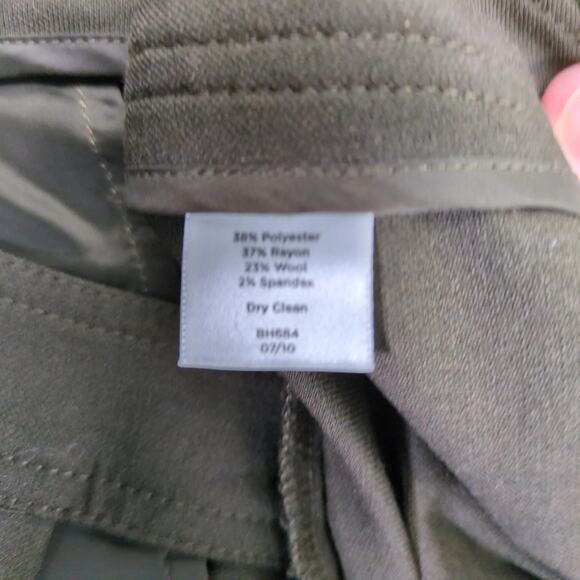 38% Polyester
37% Rayon
23% Wool
2% Spandex
Dry Clean
BH684
07/10